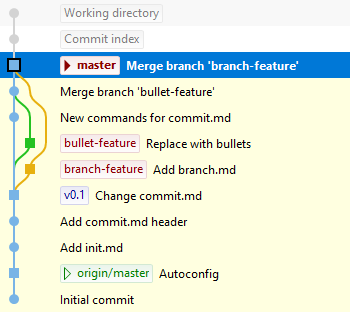 Working directory
Commit index
master Merge branch 'branch-feature'
Merge branch 'bullet-feature'
New commands for commit.md
bullet-feature Replace with bullets
branch-feature Add branch.md
v0.1 Change commit.md
Add commit.md header
Add init.md
origin/master Autoconfig
Initial commit